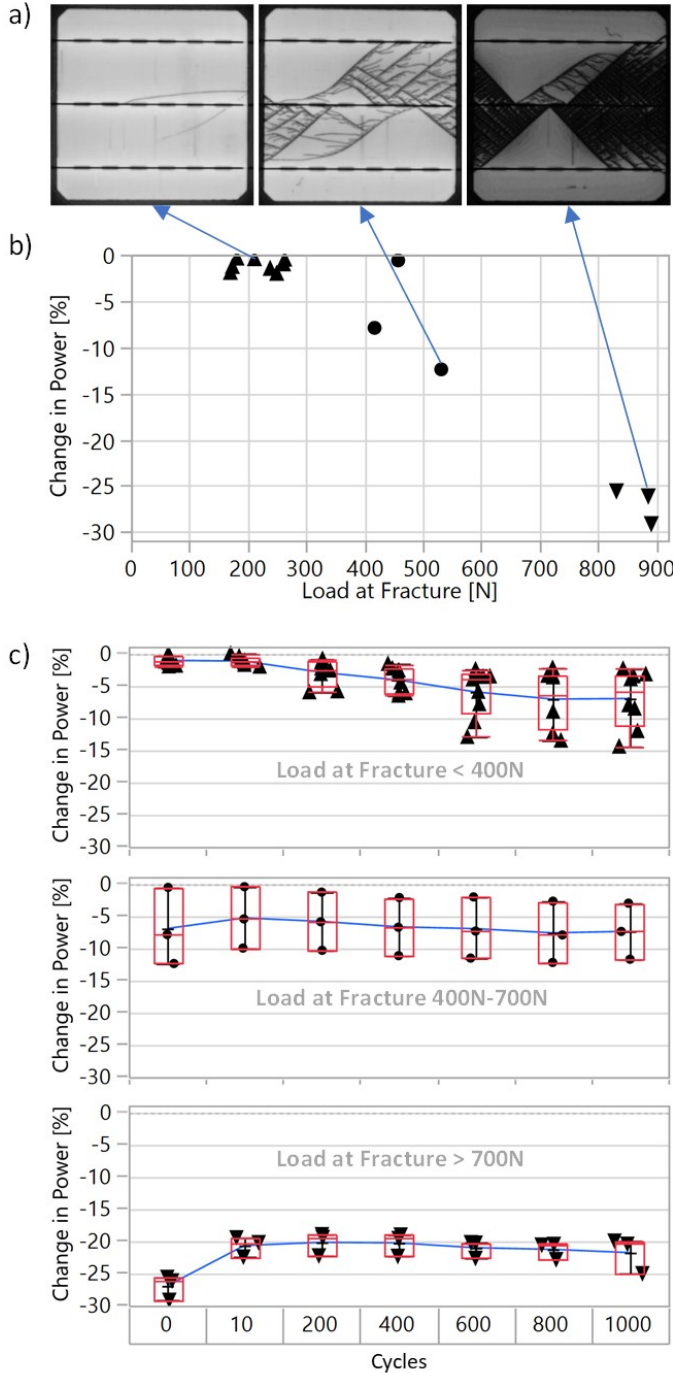 a)
b)
0
-5
-10
-15
-20
-25
-30
Change in Power [%]
0 100 200 300 400 500 600 700 800 900
Load at Fracture [N]
c)
0
-5
-10
-15
-20
-25
-30
Change in Power [%]
Load at Fracture < 400N
0
-5
-10
-15
-20
-25
-30
Change in Power [%]
Load at Fracture 400N-700N
0
-5
-10
-15
-20
-25
-30
Change in Power [%]
Load at Fracture > 700N
0 10 200 400 600 800 1000
Cycles